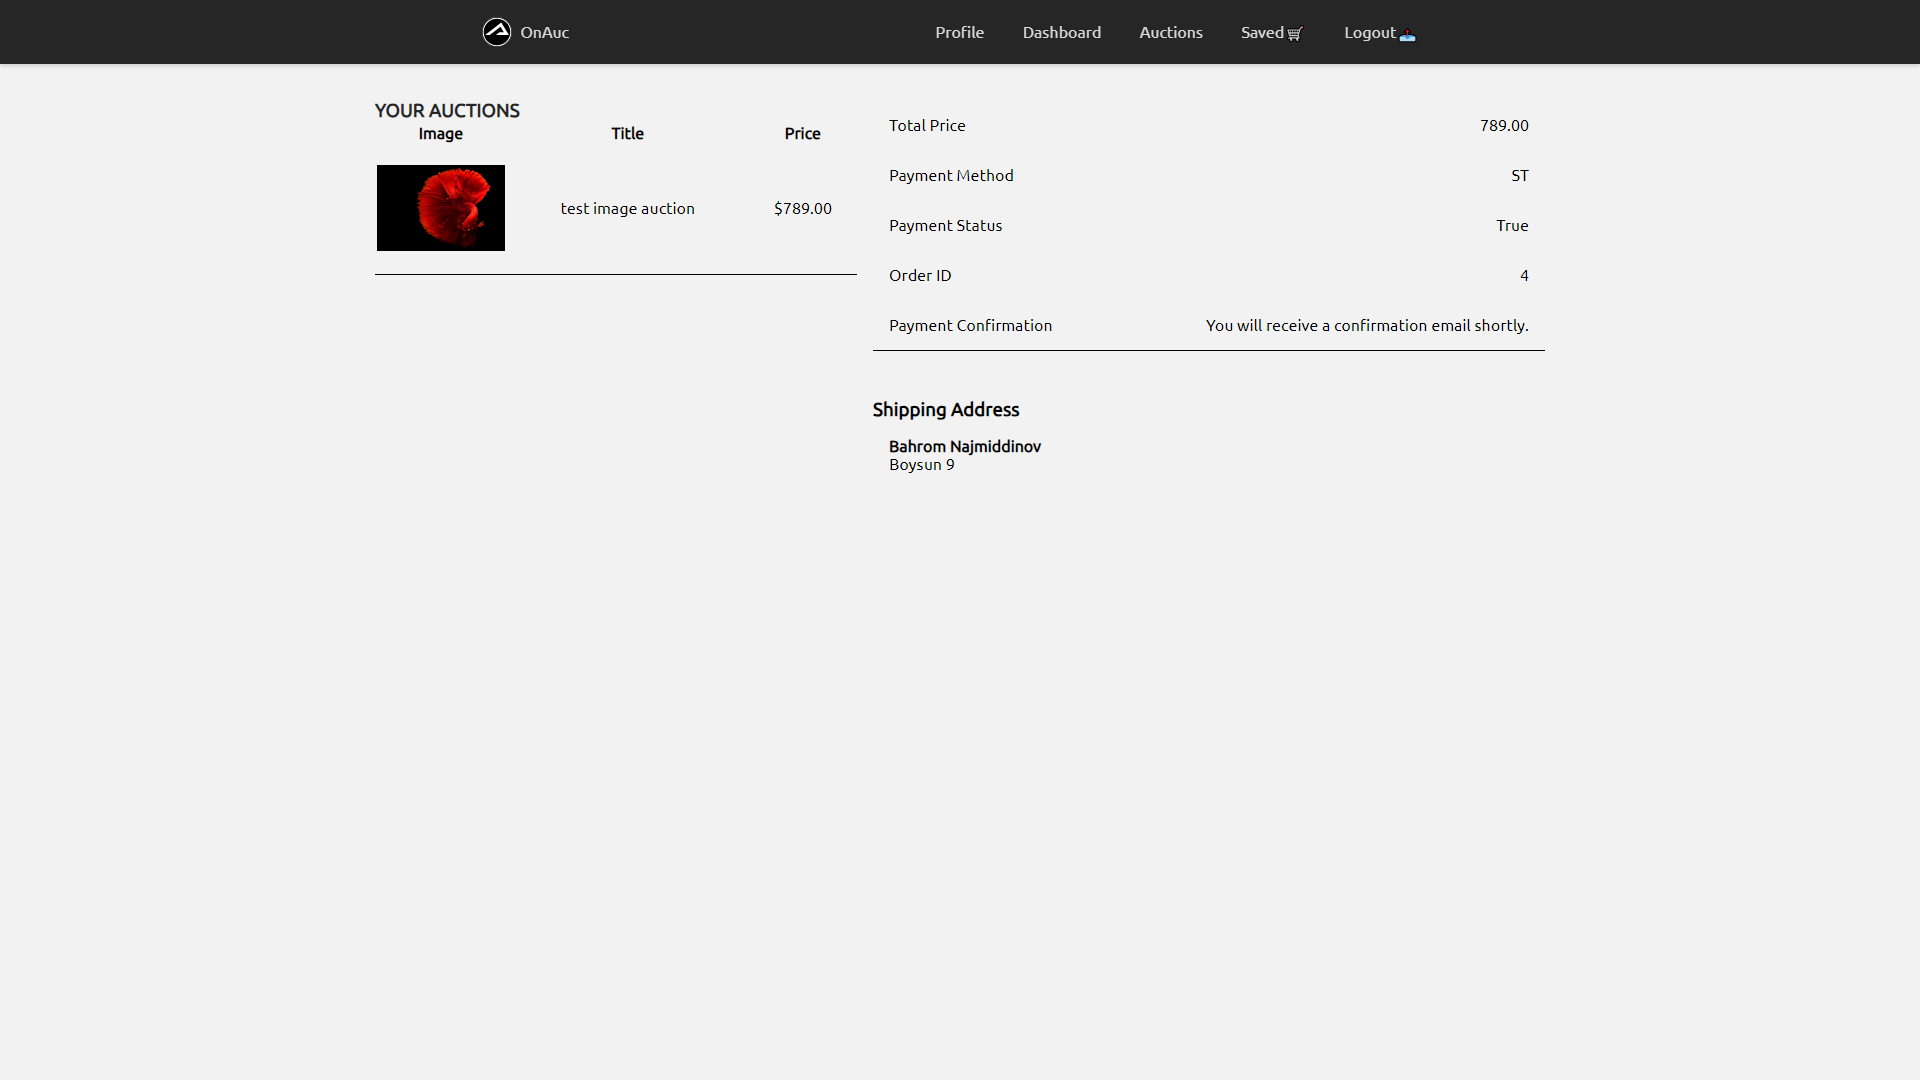 OnAuc
Profile
Dashboard
Auctions
Saved
Logout
YOUR AUCTIONS
Image Title Price
test image auction $789.00
Total Price 789.00
Payment Method ST
Payment Status True
Order ID 4
Payment Confirmation You will receive a confirmation email shortly.
Shipping Address
Bahrom Najmiddinov
Boysun 9